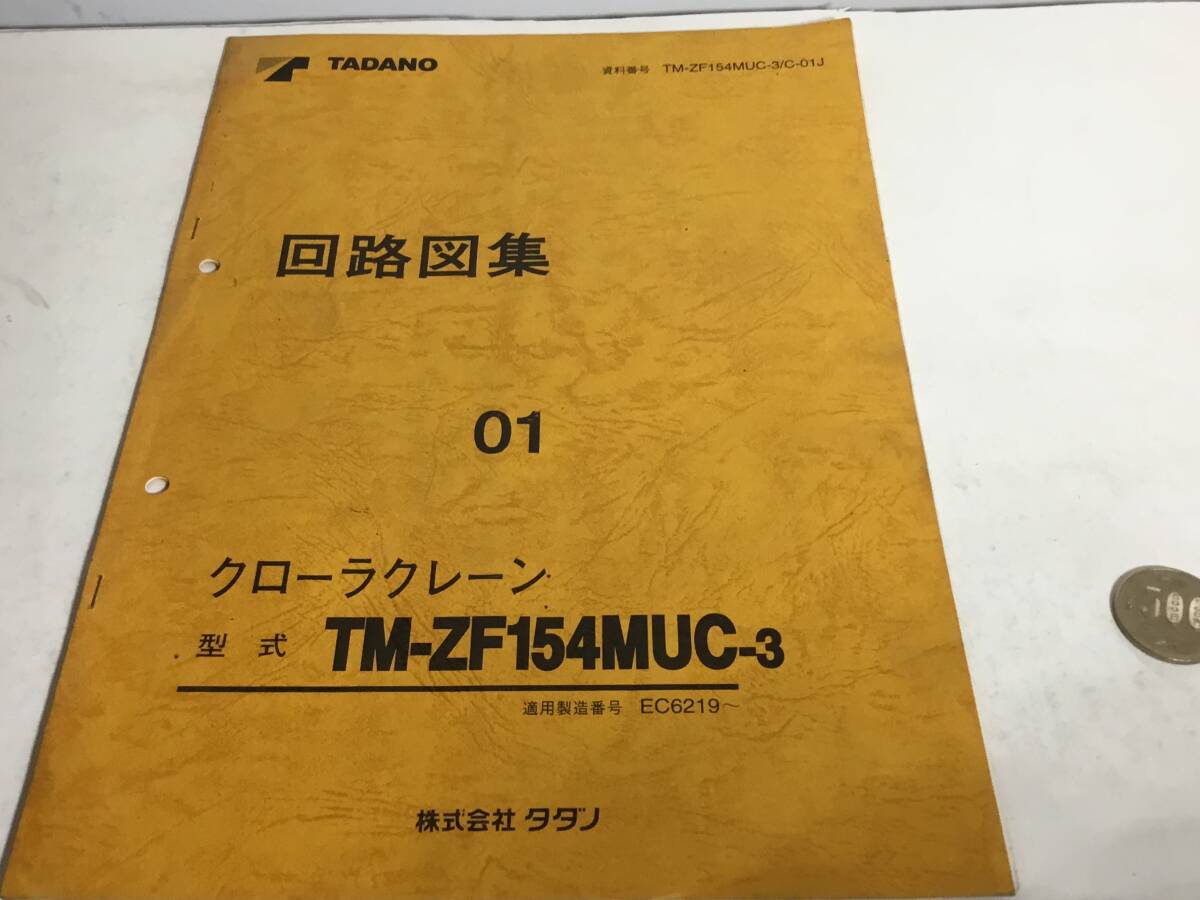 TADANO
資料番号 TM-ZF154MUC-3/C-01J
回路図集
01
クローラクレーン
型式 TM-ZF154MUC-3
適用製造番号 EC6219~
株式会社 タダノ